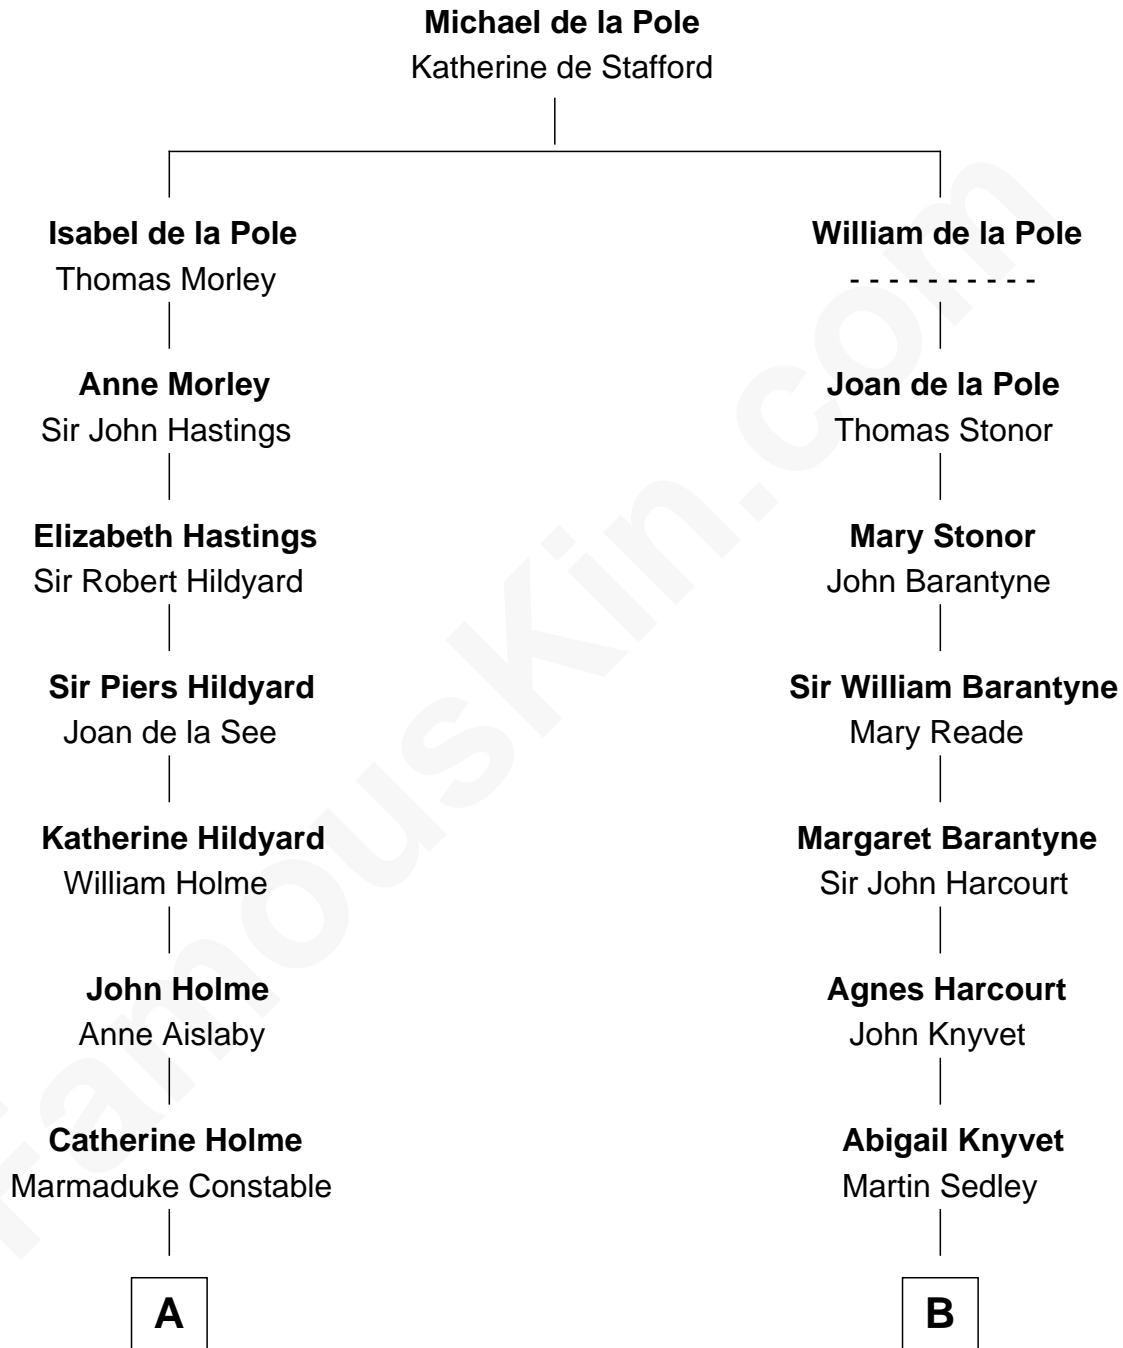 Michael de la Pole
Katherine de Stafford
Isabel de la Pole
Thomas Morley
William de la Pole
- - - - - - - - - -
Anne Morley
Sir John Hastings
Joan de la Pole
Thomas Stonor
Elizabeth Hastings
Sir Robert Hildyard
Mary Stonor
John Barantyne
Sir Piers Hildyard
Joan de la See
Sir William Barantyne
Mary Reade
Katherine Hildyard
William Holme
Margaret Barantyne
Sir John Harcourt
John Holme
Anne Aislaby
Agnes Harcourt
John Knyvet
Catherine Holme
Marmaduke Constable
Abigail Knyvet
Martin Sedley
A
B
FamousKin.com